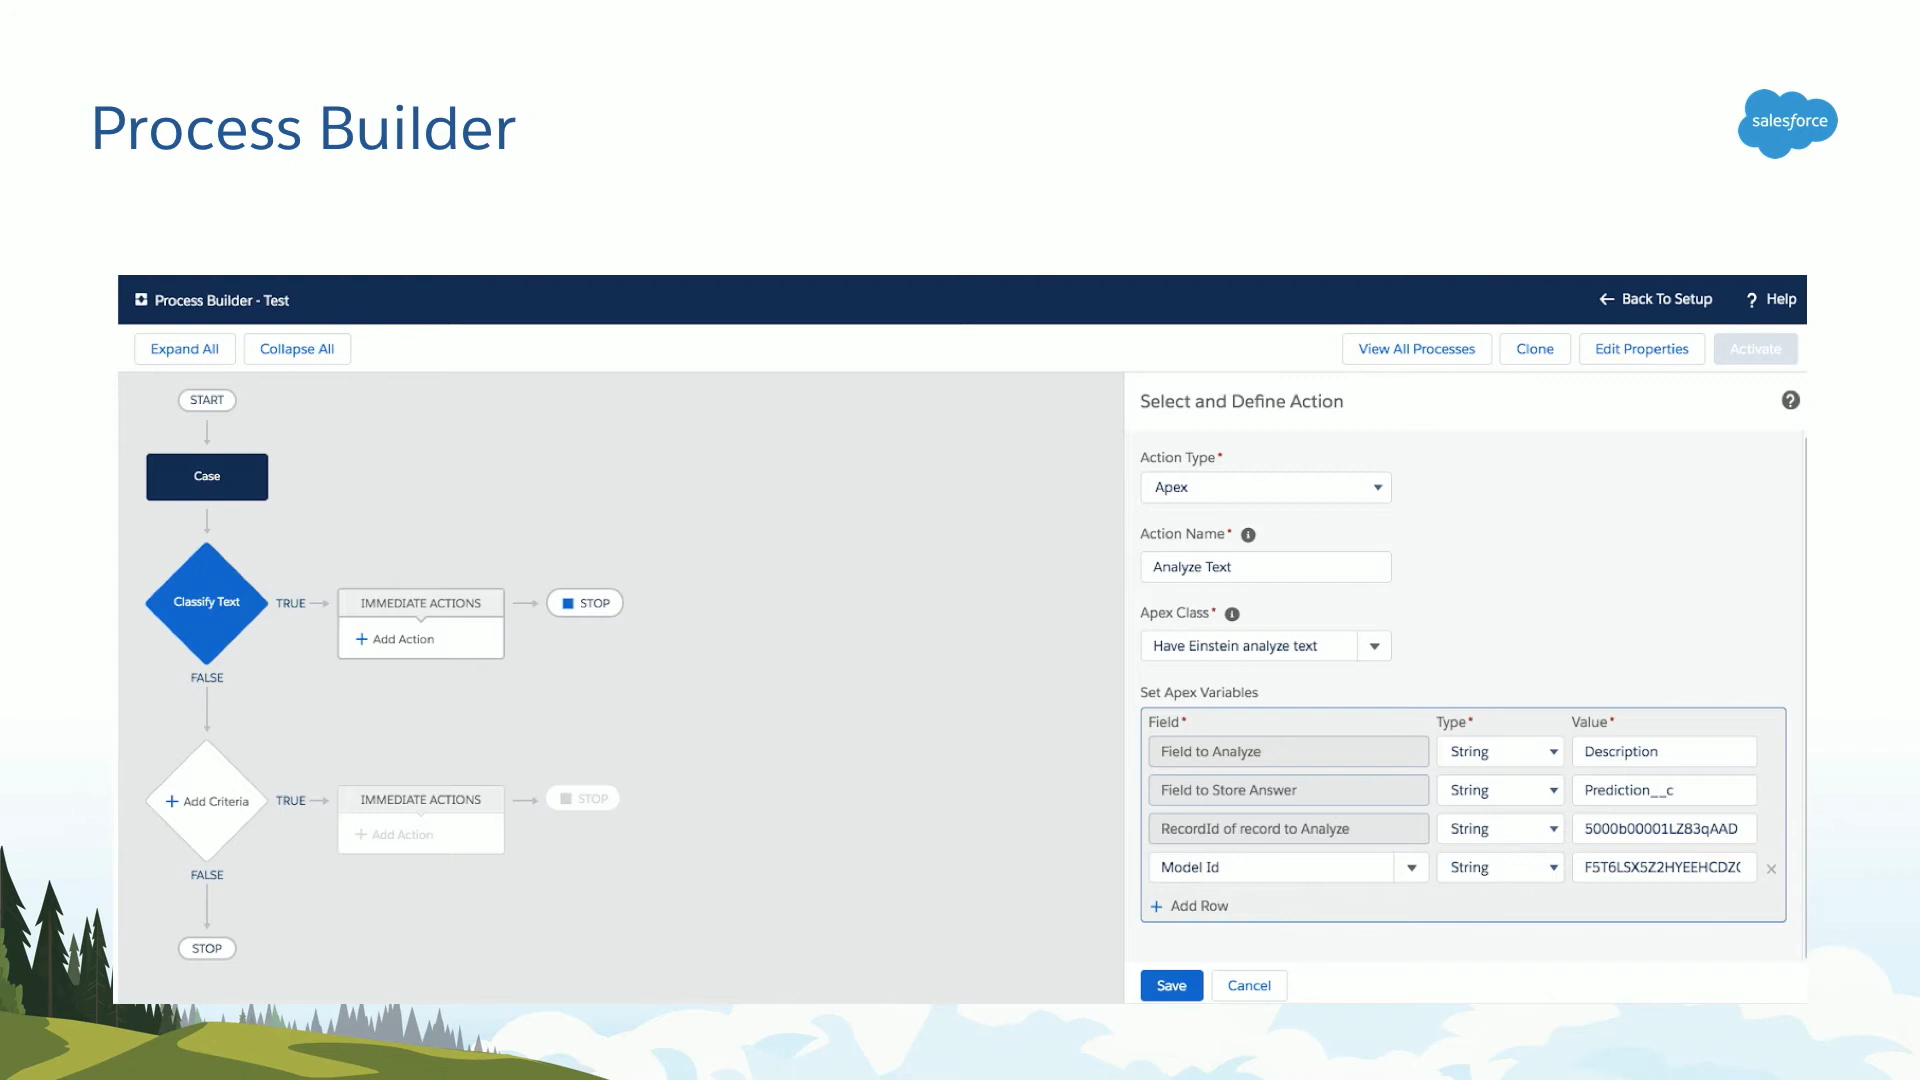 Process Builder
salesforce
Process Builder - Test
Back To Setup
? Help
Expand All
Collapse All
View All Processes
Clone
Edit Properties
Activate
START
Case
Classify Text
TRUE
IMMEDIATE ACTIONS
+ Add Action
STOP
FALSE
+ Add Criteria
TRUE
IMMEDIATE ACTIONS
+ Add Action
STOP
FALSE
STOP
Select and Define Action
?
Action Type*
Apex
Action Name* i
Analyze Text
Apex Class* i
Have Einstein analyze text
Set Apex Variables
Field* Type* Value*
Field to Analyze String Description
Field to Store Answer String Prediction__c
RecordId of record to Analyze String 5000b00001LZ83qAAD
Model Id String
+ Add Row
Save
Cancel